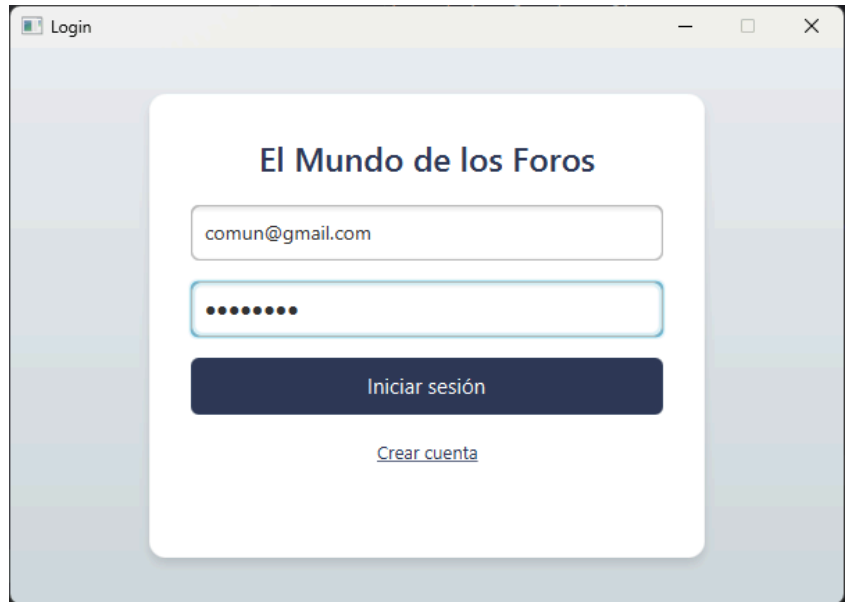 Login
El Mundo de los Foros
comun@gmail.com
●●●●●●●●
Iniciar sesión
Crear cuenta